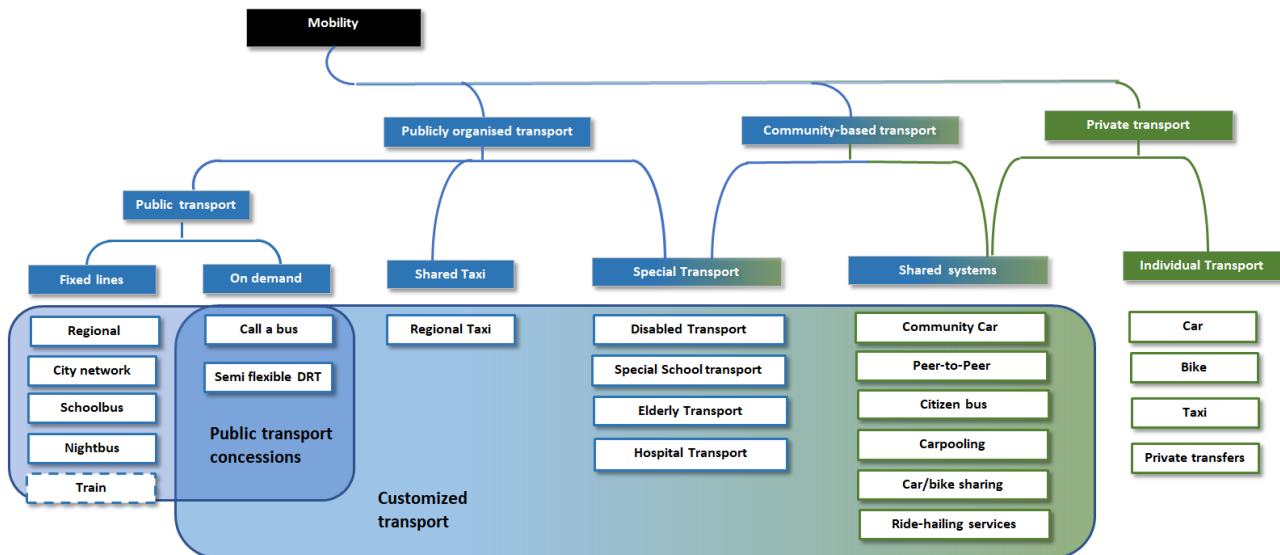 Mobility
Publicly organised transport
Community-based transport
Private transport
Public transport
Fixed lines
On demand
Shared Taxi
Special Transport
Shared systems
Individual Transport
Regional
City network
Schoolbus
Nightbus
Train
Call a bus
Semi flexible DRT
Public transport
concessions
Regional Taxi
Customized
transport
Disabled Transport
Special School transport
Elderly Transport
Hospital Transport
Community Car
Peer-to-Peer
Citizen bus
Carpooling
Car/bike sharing
Ride-hailing services
Car
Bike
Taxi
Private transfers